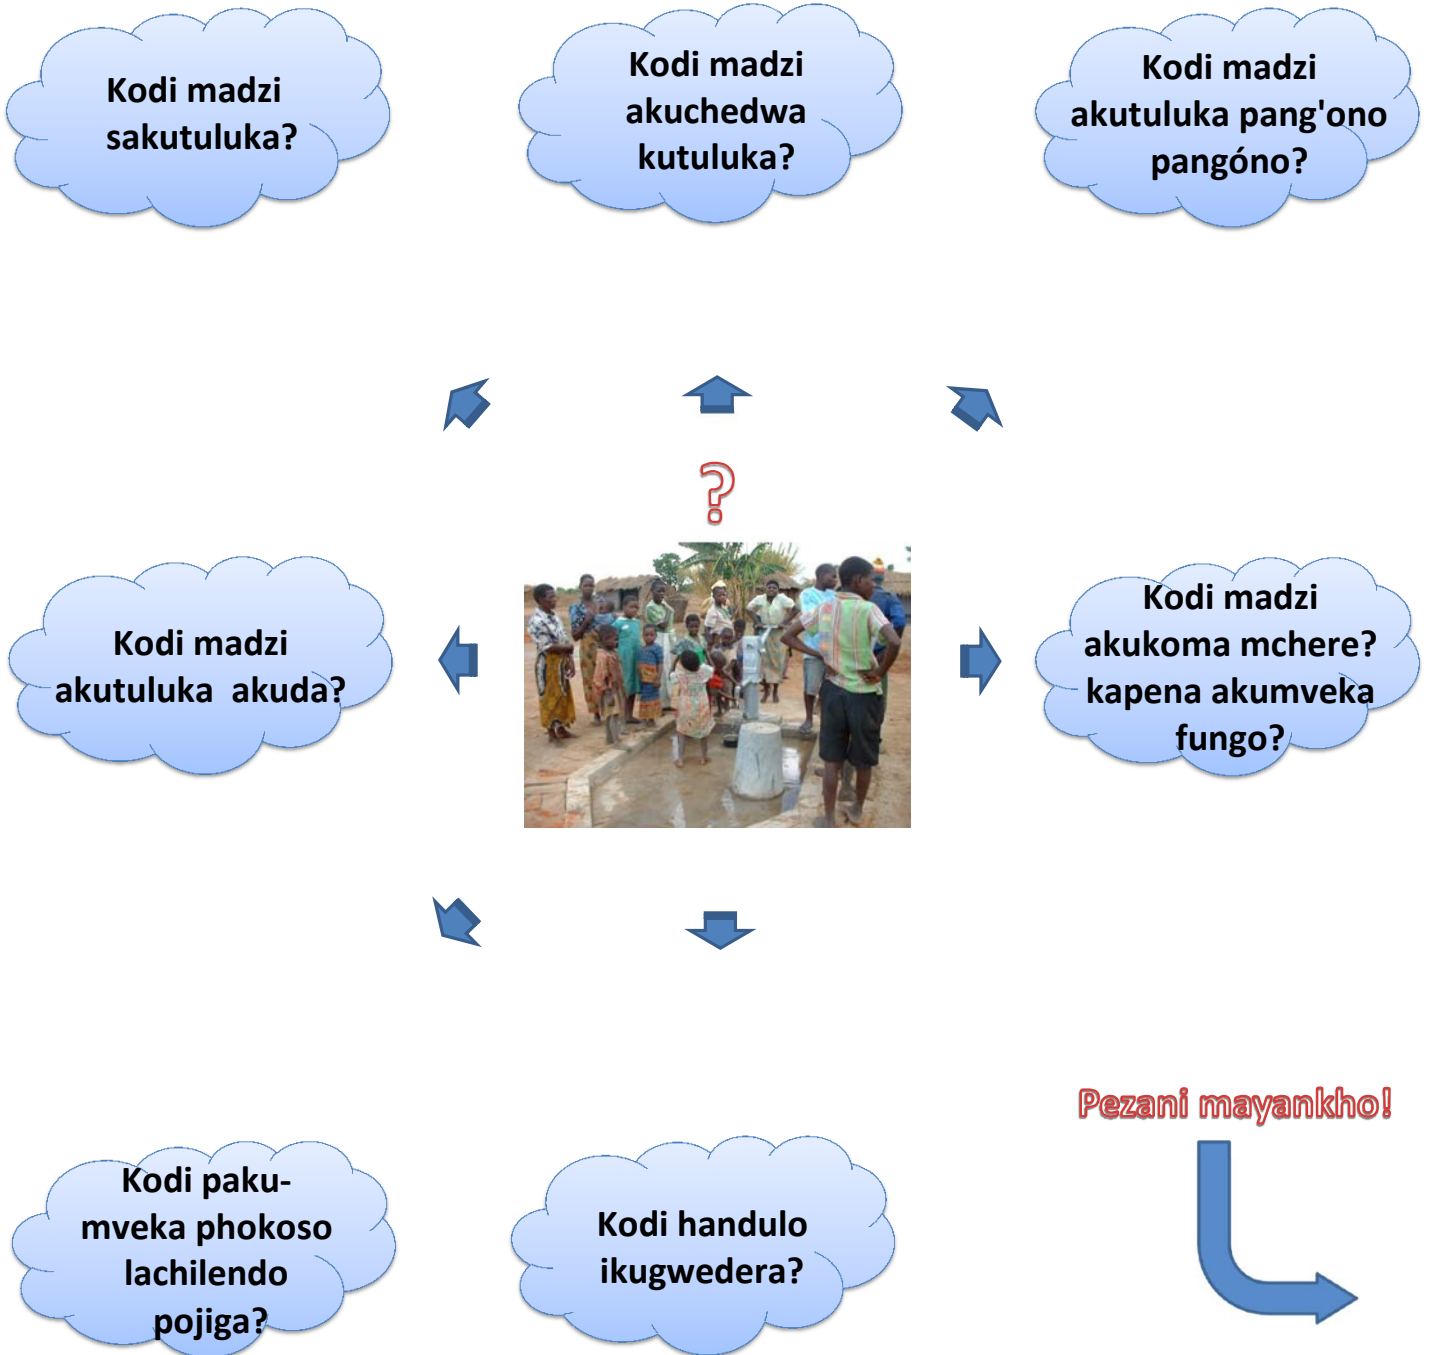 Kodi madzi
sakutuluka?
Kodi madzi
akuchedwa
kutuluka?
Kodi madzi
akutuluka pang'ono
pangóno?
?
Kodi madzi
akutuluka  akuda?
Kodi madzi
akukoma mchere?
kapena akumveka
fungo?
Kodi paku-
mveka phokoso
lachilendo
pojiga?
Kodi handulo
ikugwedera?
Pezani mayankho!